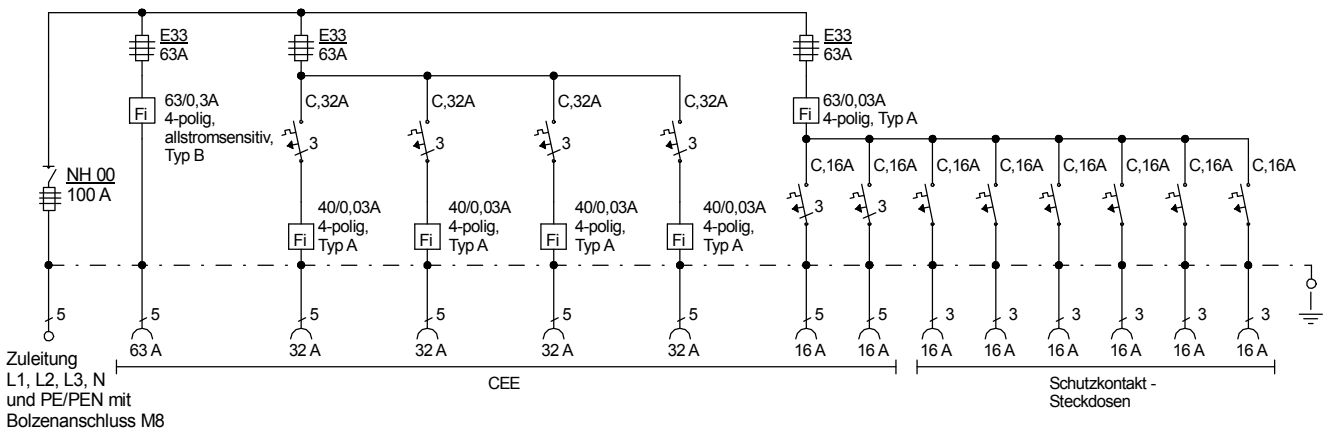 E33
63A
E33
63A
E33
63A
Fi
63/0,3A
4-polig,
allstromsensitiv,
Typ B
C,32A
C,32A
C,32A
C,32A
3
3
3
3
Fi
63/0,03A
4-polig, Typ A
NH 00
100 A
C,16A
C,16A
C,16A
C,16A
C,16A
C,16A
C,16A
C,16A
3
3
Fi
40/0,03A
4-polig,
Typ A
Fi
40/0,03A
4-polig,
Typ A
Fi
40/0,03A
4-polig,
Typ A
Fi
40/0,03A
4-polig,
Typ A
5
5
5
5
5
5
5
5
3
3
3
3
3
3
63 A
32 A
32 A
32 A
32 A
16 A
16 A
16 A
16 A
16 A
16 A
16 A
16 A
Zuleitung
L1, L2, L3, N
und PE/PEN mit
Bolzenanschluss M8
CEE
Schutzkontakt -
Steckdosen